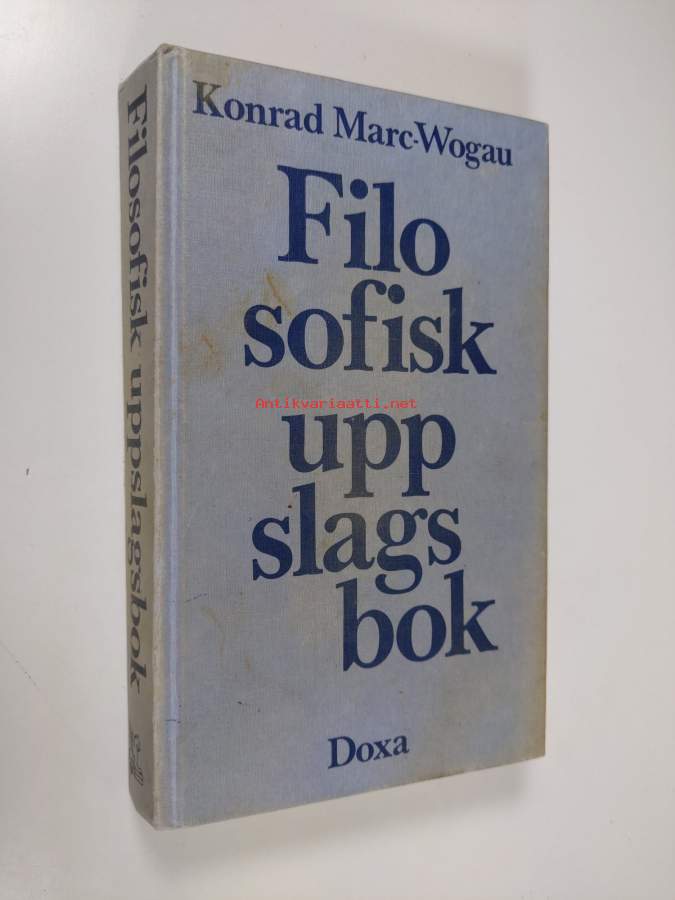 Konrad Marc-Wogau
Filo
sofisk
upp
slags
bok
Doxa
Filosofisk uppslagsbok
Antikvariaatti.net